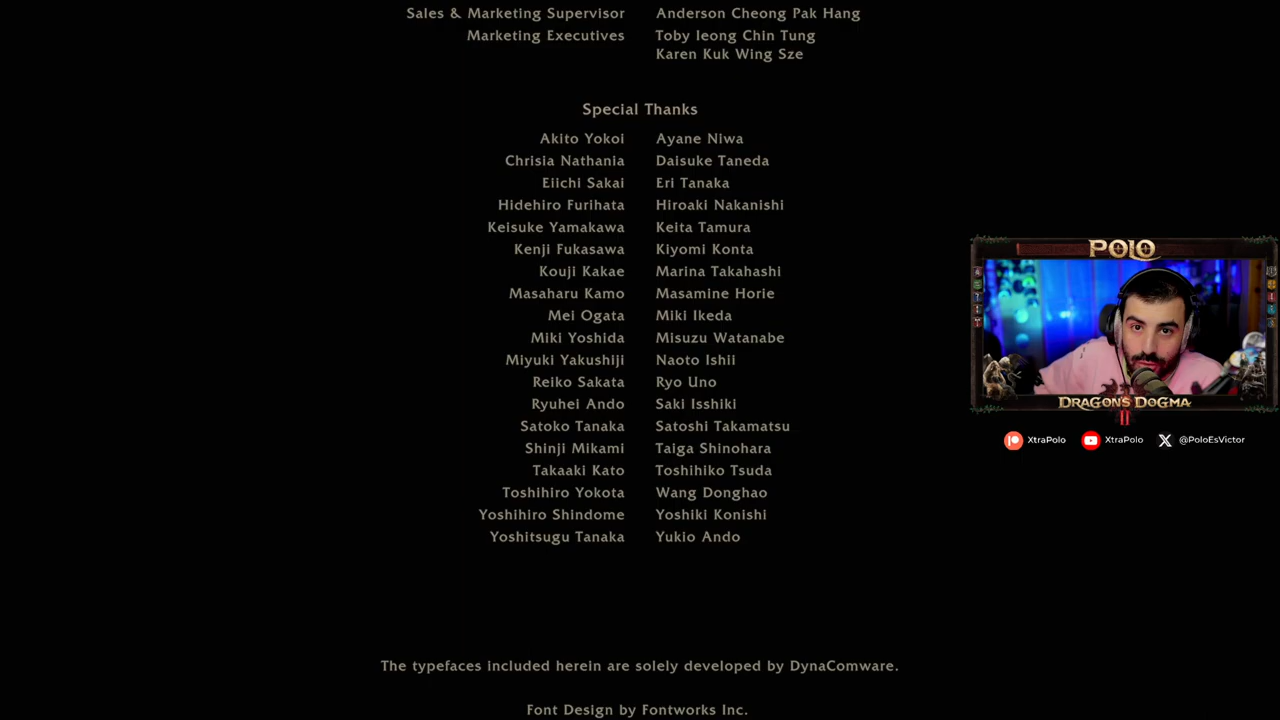 Sales & Marketing Supervisor Anderson Cheong Pak Hang
Marketing Executives Toby Ieong Chin Tung
Karen Kuk Wing Sze
Special Thanks
Akito Yokoi Ayane Niwa
Chrisia Nathania Daisuke Taneda
Eiichi Sakai Eri Tanaka
Hidehiro Furihata Hiroaki Nakanishi
Keisuke Yamakawa Keita Tamura
Kenji Fukasawa Kiyomi Konta
Kouji Kakae Marina Takahashi
Masaharu Kamo Masamine Horie
Mei Ogata Miki Ikeda
Miki Yoshida Misuzu Watanabe
Miyuki Yakushiji Naoto Ishii
Reiko Sakata Ryo Uno
Ryuhei Ando Saki Isshiki
Satoko Tanaka Satoshi Takamatsu
Shinji Mikami Taiga Shinohara
Takaaki Kato Toshihiko Tsuda
Toshihiro Yokota Wang Donghao
Yoshihiro Shindome Yoshiki Konishi
Yoshitsugu Tanaka Yukio Ando
The typefaces included herein are solely developed by DynaComware.
Font Design by Fontworks Inc.
POLO
DRAGON'S DOGMA
II
XtraPolo XtraPolo @PoloEsVictor